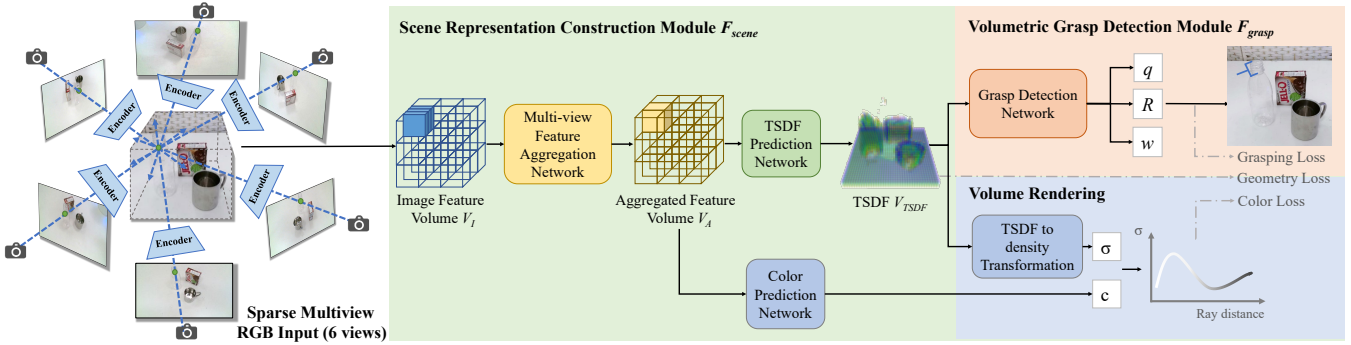 Encoder
Encoder
Encoder
Encoder
Encoder
Encoder
Sparse Multiview
RGB Input (6 views)
Scene Representation Construction Module F_scene
Image Feature
Volume V_I
Multi-view
Feature
Aggregation
Network
Aggregated Feature
Volume V_A
TSDF
Prediction
Network
TSDF V_TSDF
Color
Prediction
Network
Volumetric Grasp Detection Module F_grasp
Grasp Detection
Network
q
R
w
JELL-O
Grasping Loss
Geometry Loss
Color Loss
Volume Rendering
TSDF to
density
Transformation
σ
c
σ
Ray distance